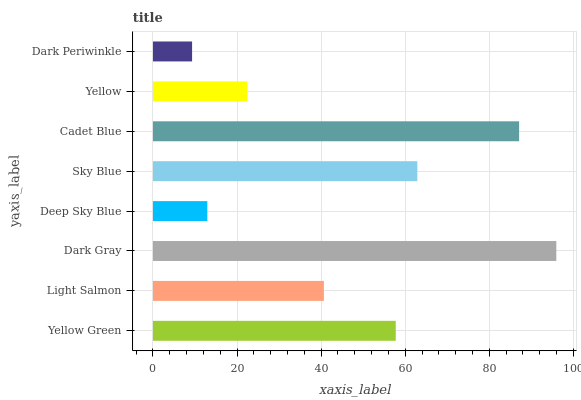 title
Dark Periwinkle
Yellow
Cadet Blue
Sky Blue
Deep Sky Blue
Dark Gray
Light Salmon
Yellow Green
yaxis_label
0 20 40 60 80 100
xaxis_label